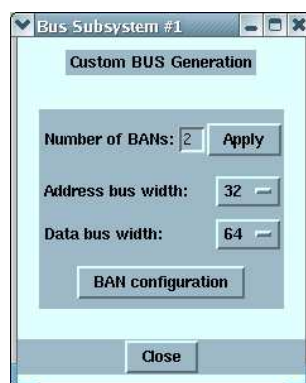 Bus Subsystem #1
Custom BUS Generation
Number of BANs: 2 Apply
Address bus width: 32
Data bus width: 64
BAN configuration
Close